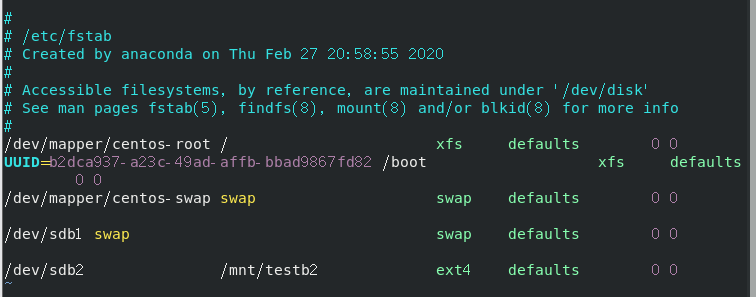 #
# /etc/fstab
# Created by anaconda on Thu Feb 27 20:58:55 2020
#
# Accessible filesystems, by reference, are maintained under '/dev/disk'
# See man pages fstab(5), findfs(8), mount(8) and/or blkid(8) for more info
#
/dev/mapper/centos-root / xfs defaults 0 0
UUID=b2dca937-a23c-49ad-affb-bbad9867fd82 /boot xfs defaults
0 0
/dev/mapper/centos-swap swap swap defaults 0 0
/dev/sdb1 swap swap defaults 0 0
/dev/sdb2 /mnt/testb2 ext4 defaults 0 0
~